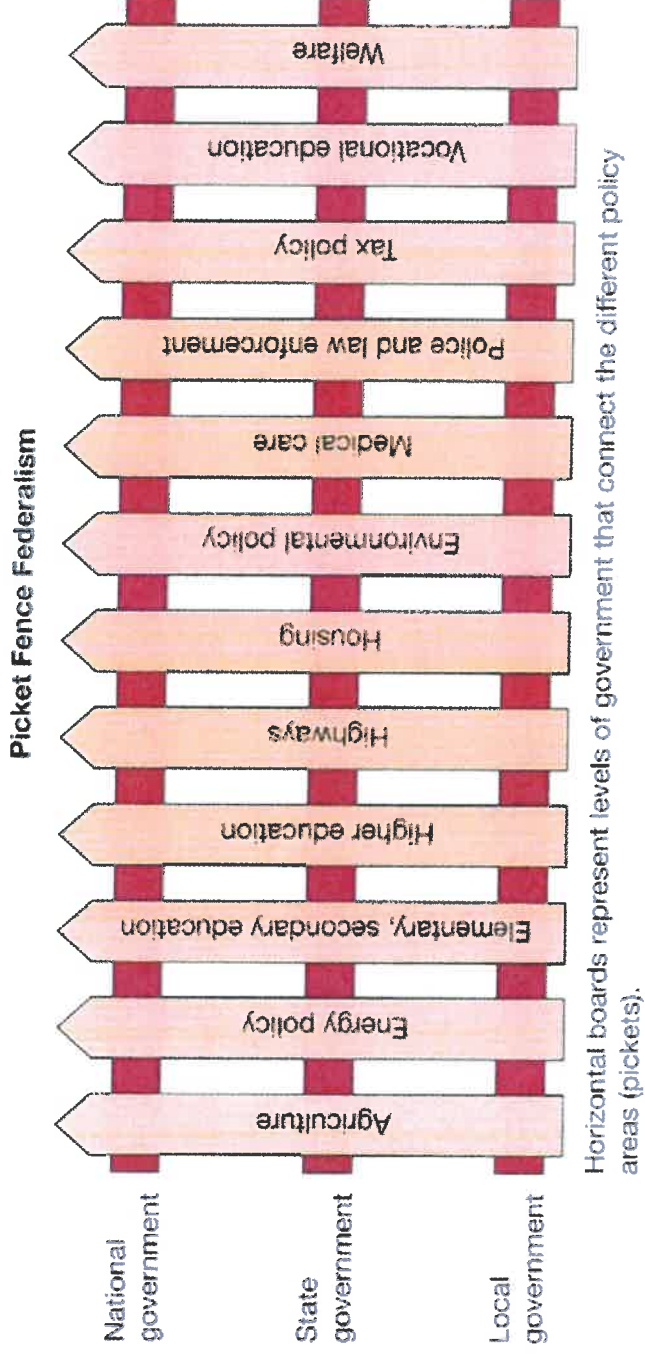 Picket Fence Federalism
National
government
State
government
Local
government
Agriculture
Energy policy
Elementary, secondary education
Higher education
Highways
Housing
Environmental policy
Medical care
Police and law enforcement
Tax policy
Vocational education
Welfare
Horizontal boards represent levels of government that connect the different policy
areas (pickets).